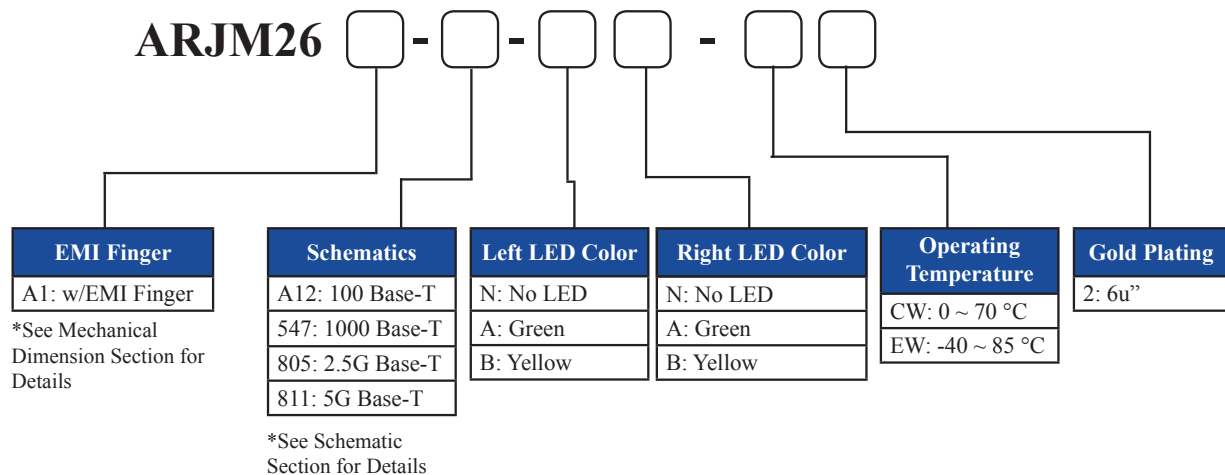 ARJM26 - - -
EMI Finger
A1: w/EMI Finger
*See Mechanical
Dimension Section for
Details
Schematics
A12: 100 Base-T
547: 1000 Base-T
805: 2.5G Base-T
811: 5G Base-T
*See Schematic
Section for Details
Left LED Color
N: No LED
A: Green
B: Yellow
Right LED Color
N: No LED
A: Green
B: Yellow
Operating
Temperature
CW: 0 ~ 70 °C
EW: -40 ~ 85 °C
Gold Plating
2: 6u”